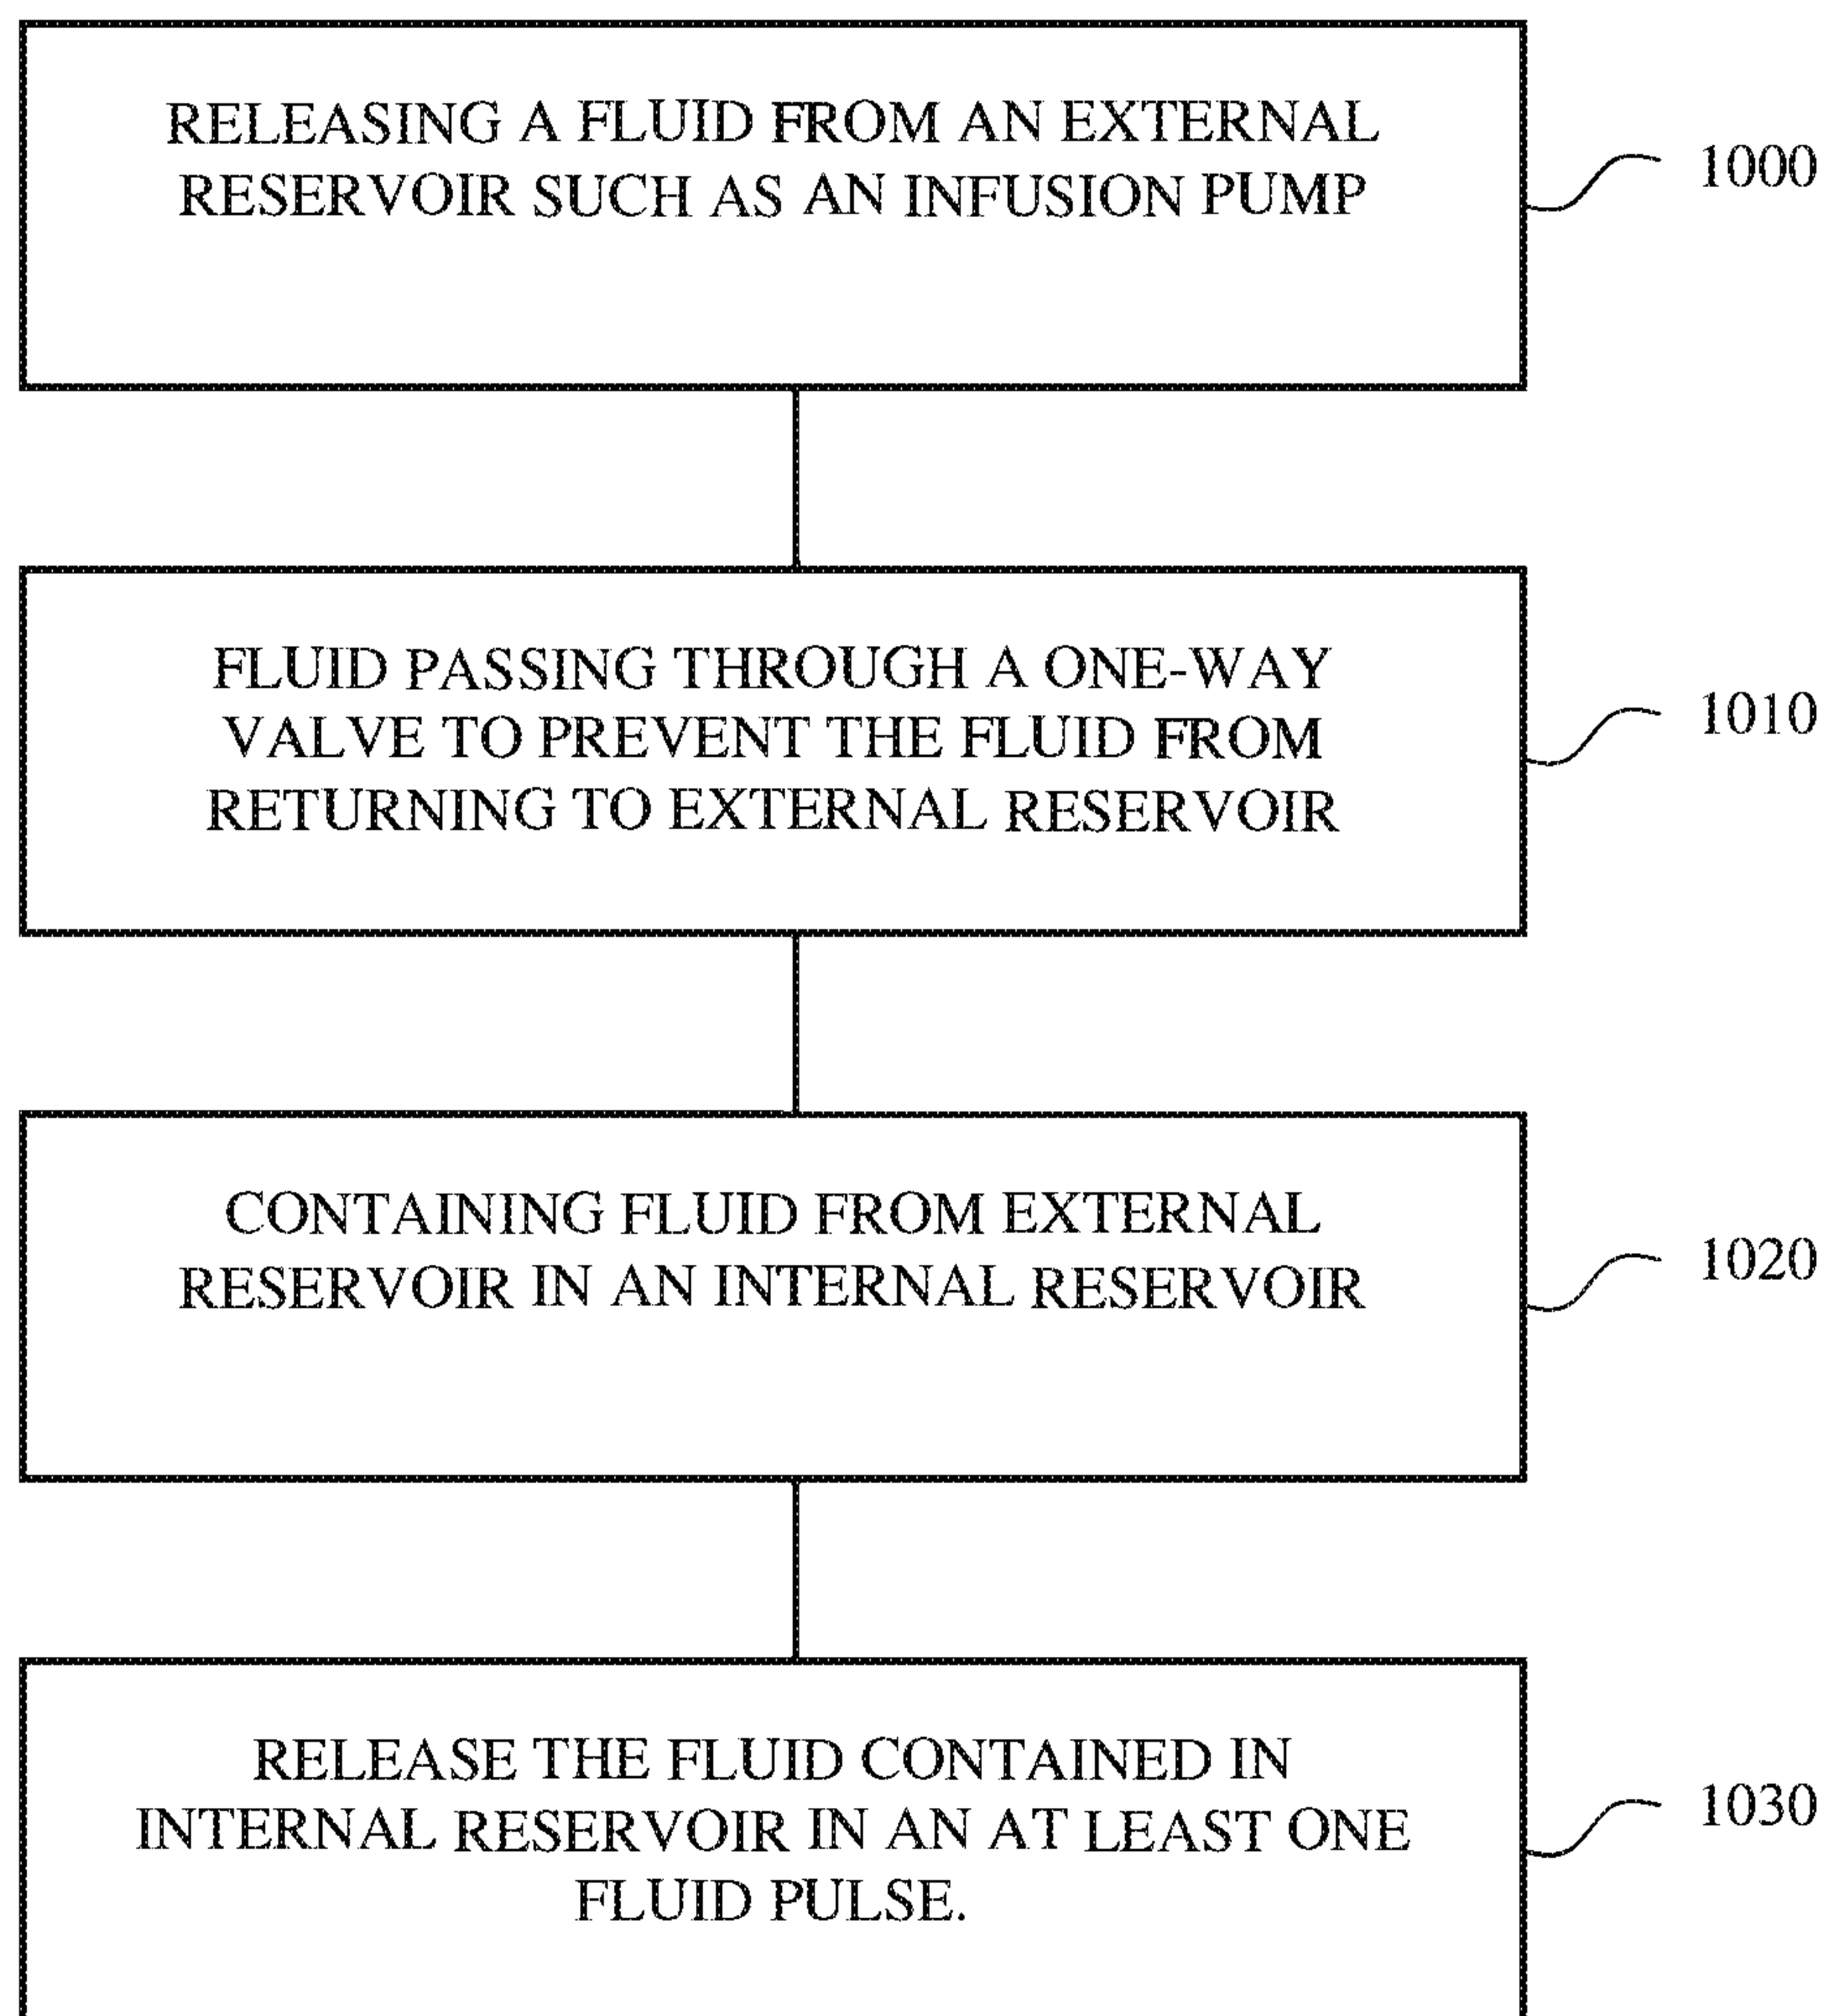 RELEASING A FLUID FROM AN EXTERNAL
RESERVOIR SUCH AS AN INFUSION PUMP
1000
FLUID PASSING THROUGH A ONE-WAY
VALVE TO PREVENT THE FLUID FROM
RETURNING TO EXTERNAL RESERVOIR
1010
CONTAINING FLUID FROM EXTERNAL
RESERVOIR IN AN INTERNAL RESERVOIR
1020
RELEASE THE FLUID CONTAINED IN
INTERNAL RESERVOIR IN AN AT LEAST ONE
FLUID PULSE.
1030